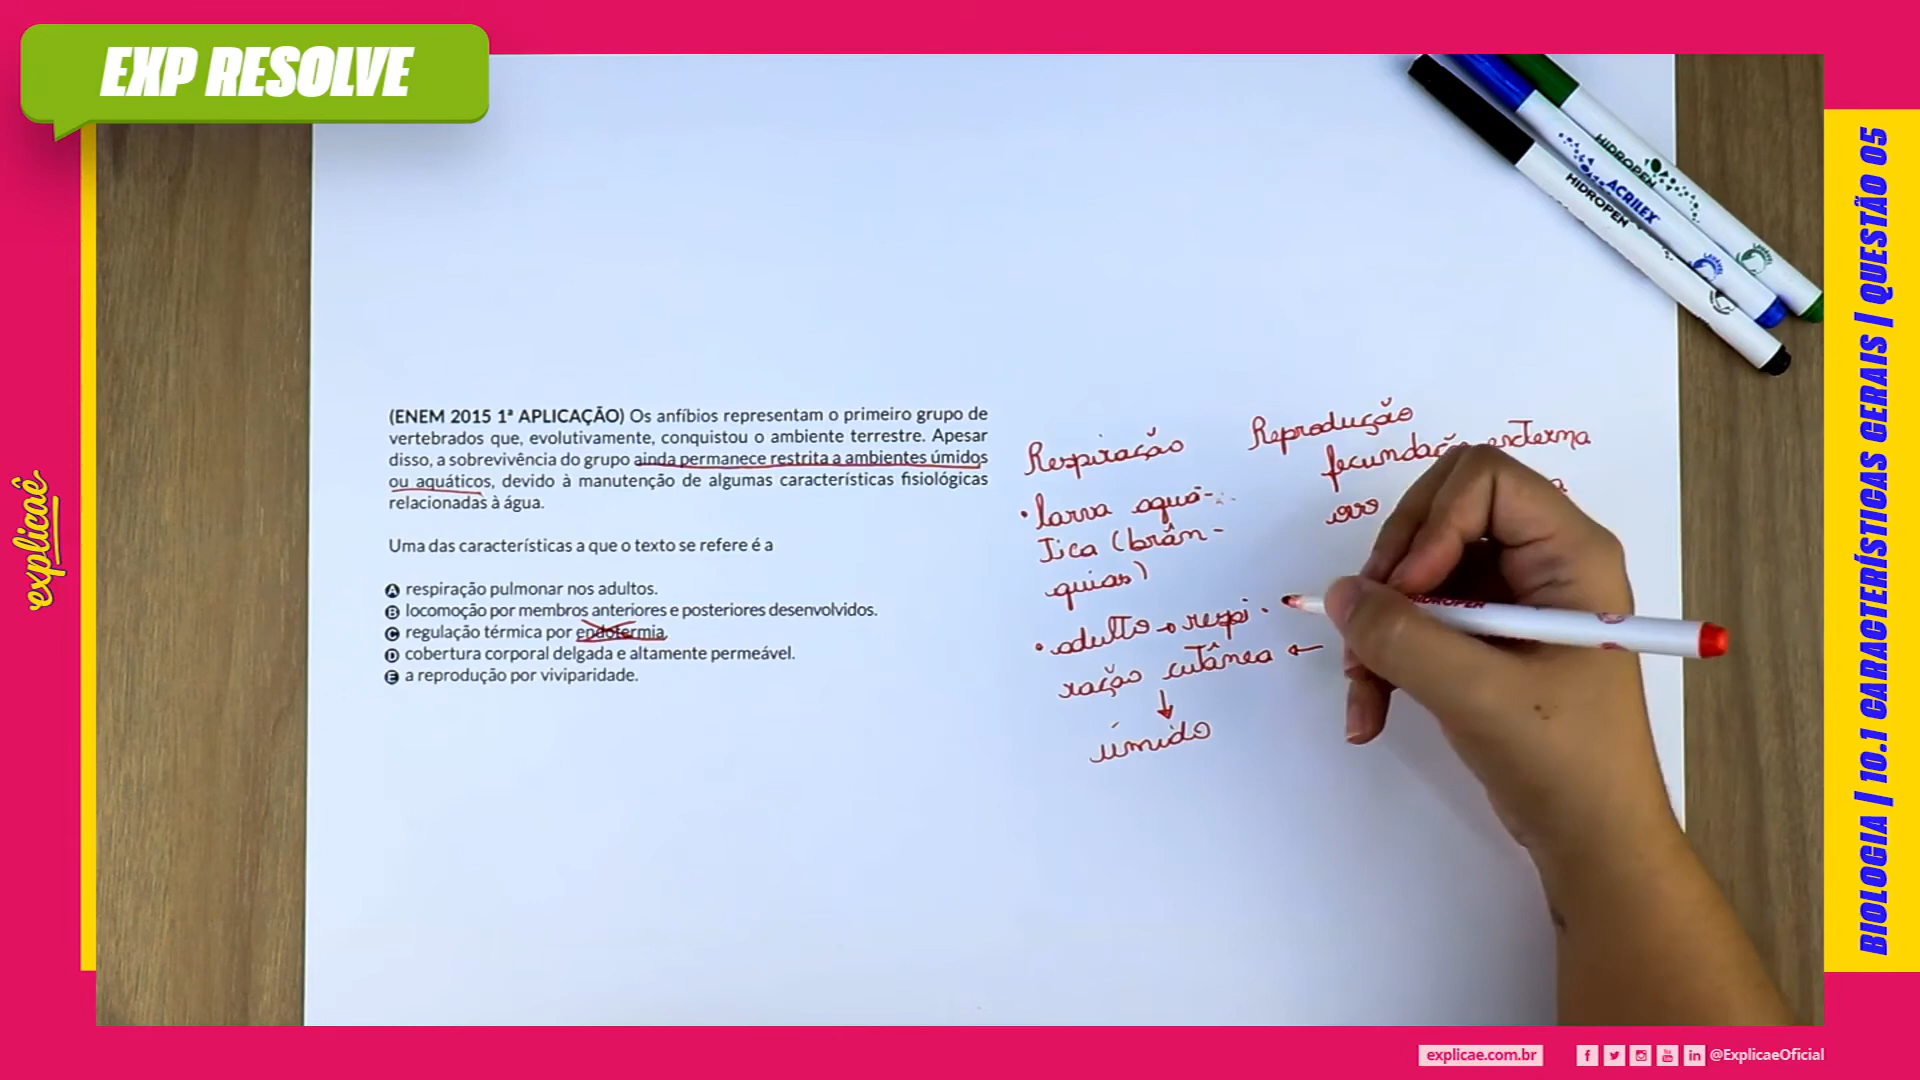 EXP RESOLVE
HIDROPEN
ACRILEX
HIDROPEN
BIOLOGIA | 10.1 CARACTERÍSTICAS GERAIS | QUESTÃO 05
explicaê
(ENEM 2015 1ª APLICAÇÃO) Os anfíbios representam o primeiro grupo de
vertebrados que, evolutivamente, conquistou o ambiente terrestre. Apesar
disso, a sobrevivência do grupo ainda permanece restrita a ambientes úmidos
ou aquáticos, devido à manutenção de algumas características fisiológicas
relacionadas à água.
Uma das características a que o texto se refere é a
A respiração pulmonar nos adultos.
B locomoção por membros anteriores e posteriores desenvolvidos.
C regulação térmica por endotermia.
D cobertura corporal delgada e altamente permeável.
E a reprodução por viviparidade.
Respiração
• larva aquá-
tica (brân-
quias)
• adulto → respi
ração cutânea ←
↓
úmido
Reprodução
fecundação externa
ovo
HIDROPEN
explicae.com.br
@ExplicaeOficial